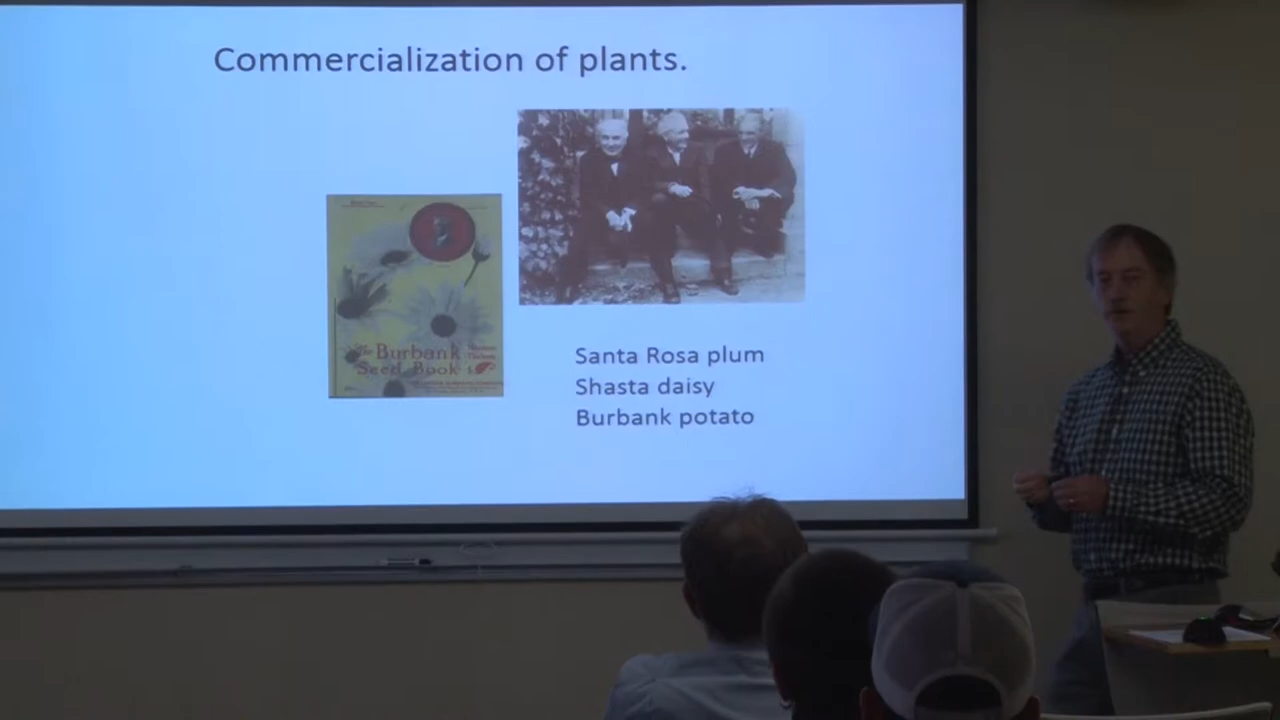 Commercialization of plants.
The Burbank
Seed Book
Santa Rosa plum
Shasta daisy
Burbank potato